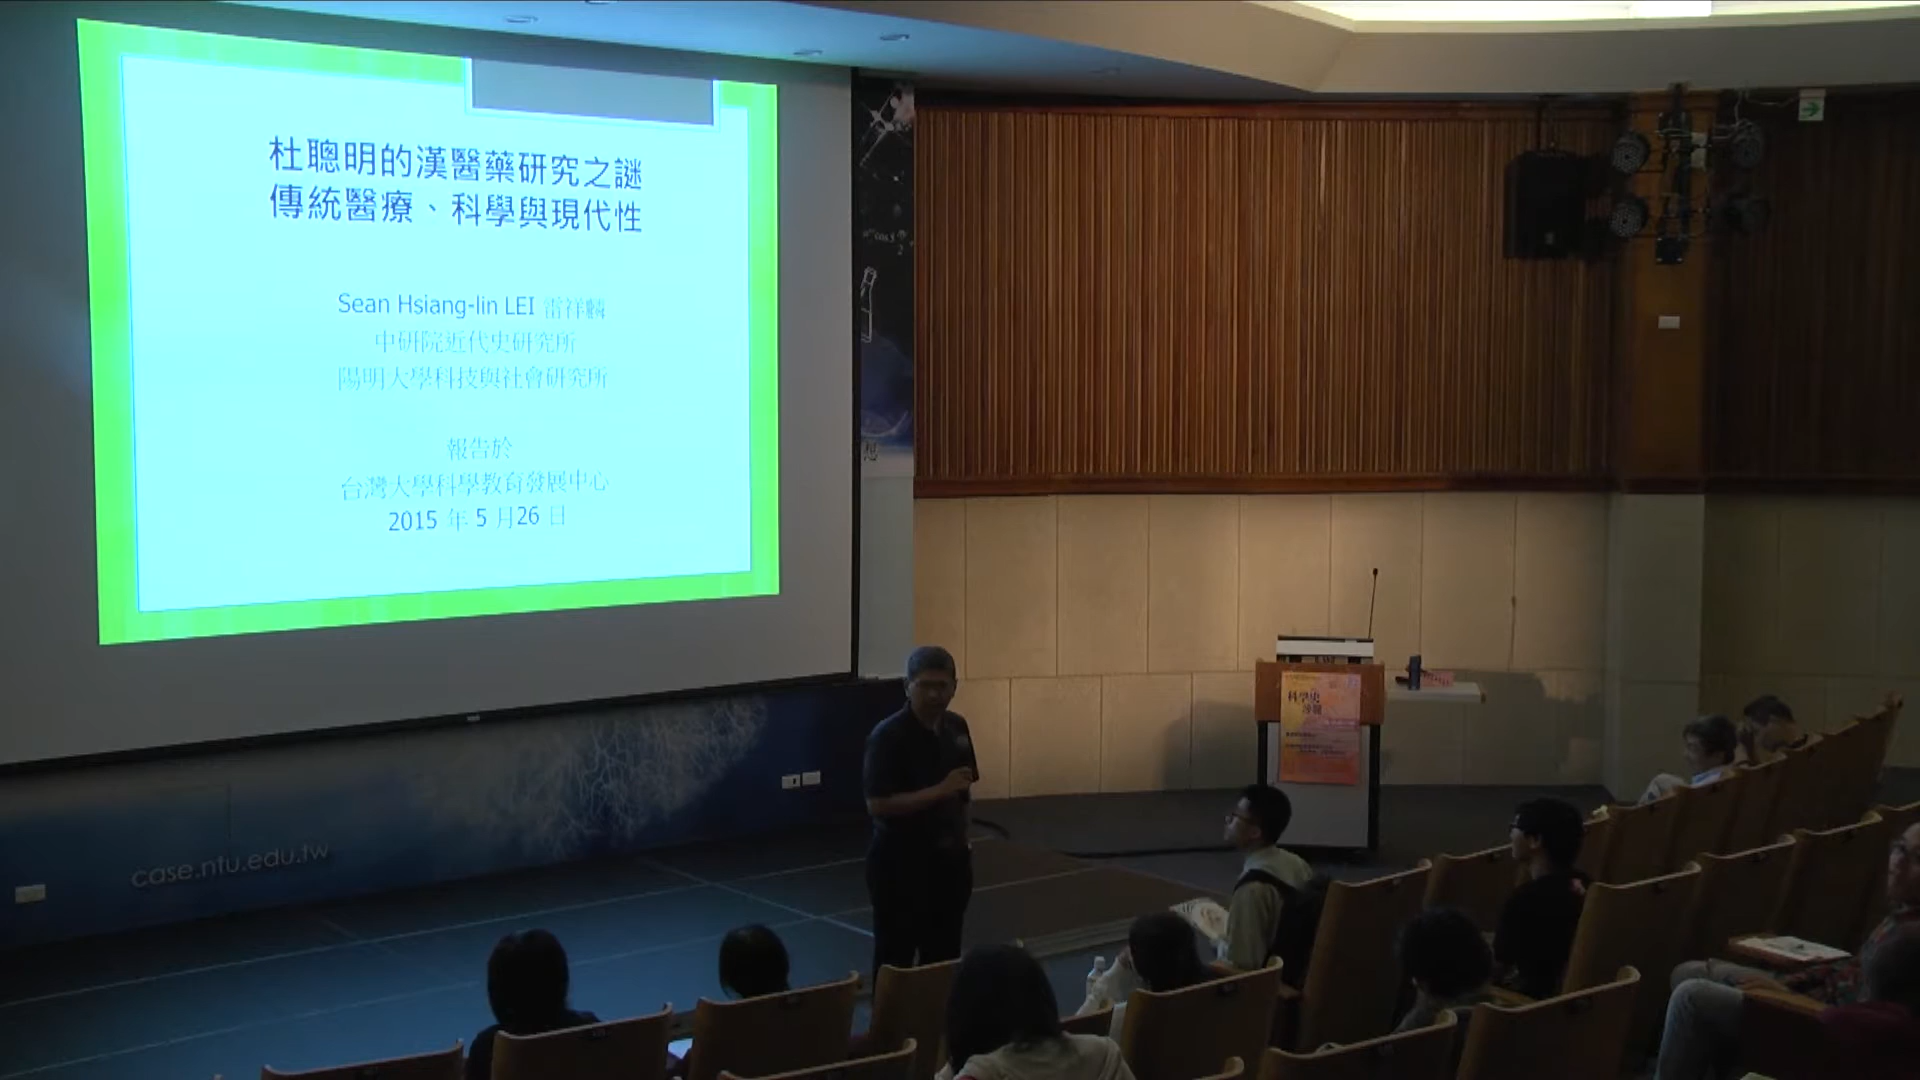 杜聰明的漢醫藥研究之謎
傳統醫療、科學與現代性
Sean Hsiang-lin LEI 雷祥麟
中研院近代史研究所
陽明大學科技與社會研究所
報告於
台灣大學科學教育發展中心
2015 年 5 月26 日
case.ntu.edu.tw
科學史
沙龍